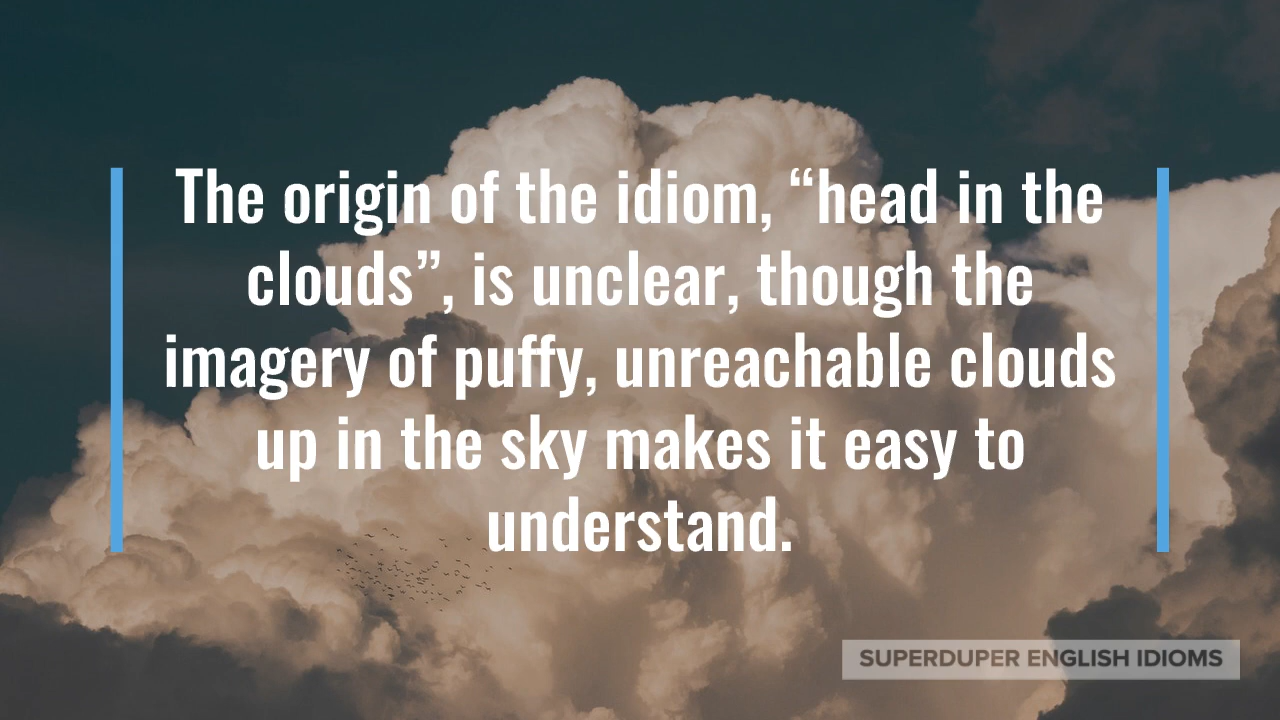 The origin of the idiom, “head in the
clouds”, is unclear, though the
imagery of puffy, unreachable clouds
up in the sky makes it easy to
understand.
SUPERDUPER ENGLISH IDIOMS